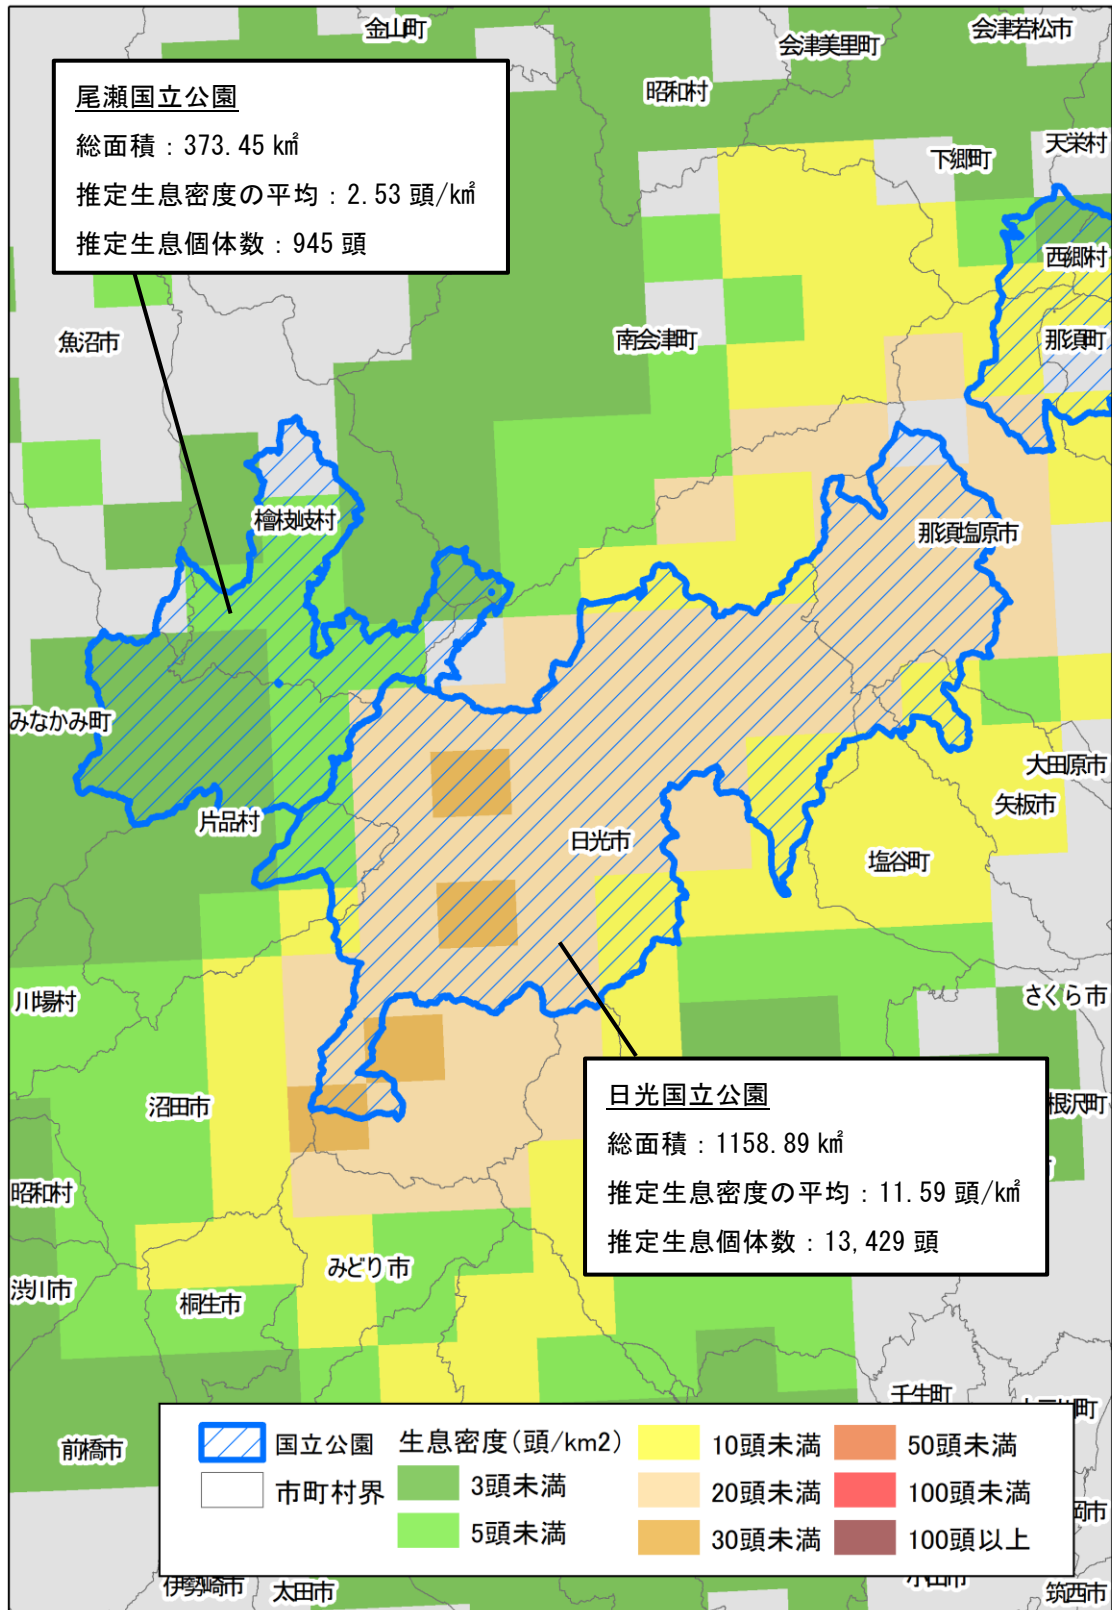 金山町
会津美里町
会津若松市
尾瀬国立公園
総面積：373.45 ㎢
推定生息密度の平均：2.53 頭/㎢
推定生息個体数：945 頭
昭和村
下郷町
天栄村
西郷村
魚沼市
南会津町
那須町
檜枝岐村
那須塩原市
みなかみ町
大田原市
矢板市
片品村
日光市
塩谷町
川場村
さくら市
沼田市
根沢町
日光国立公園
総面積：1158.89 ㎢
推定生息密度の平均：11.59 頭/㎢
推定生息個体数：13,429 頭
昭和村
みどり市
渋川市
桐生市
壬生町
前橋市
国立公園
市町村界
生息密度(頭/km2)
3頭未満
5頭未満
10頭未満
20頭未満
30頭未満
50頭未満
100頭未満
100頭以上
伊勢崎市
太田市
筑西市